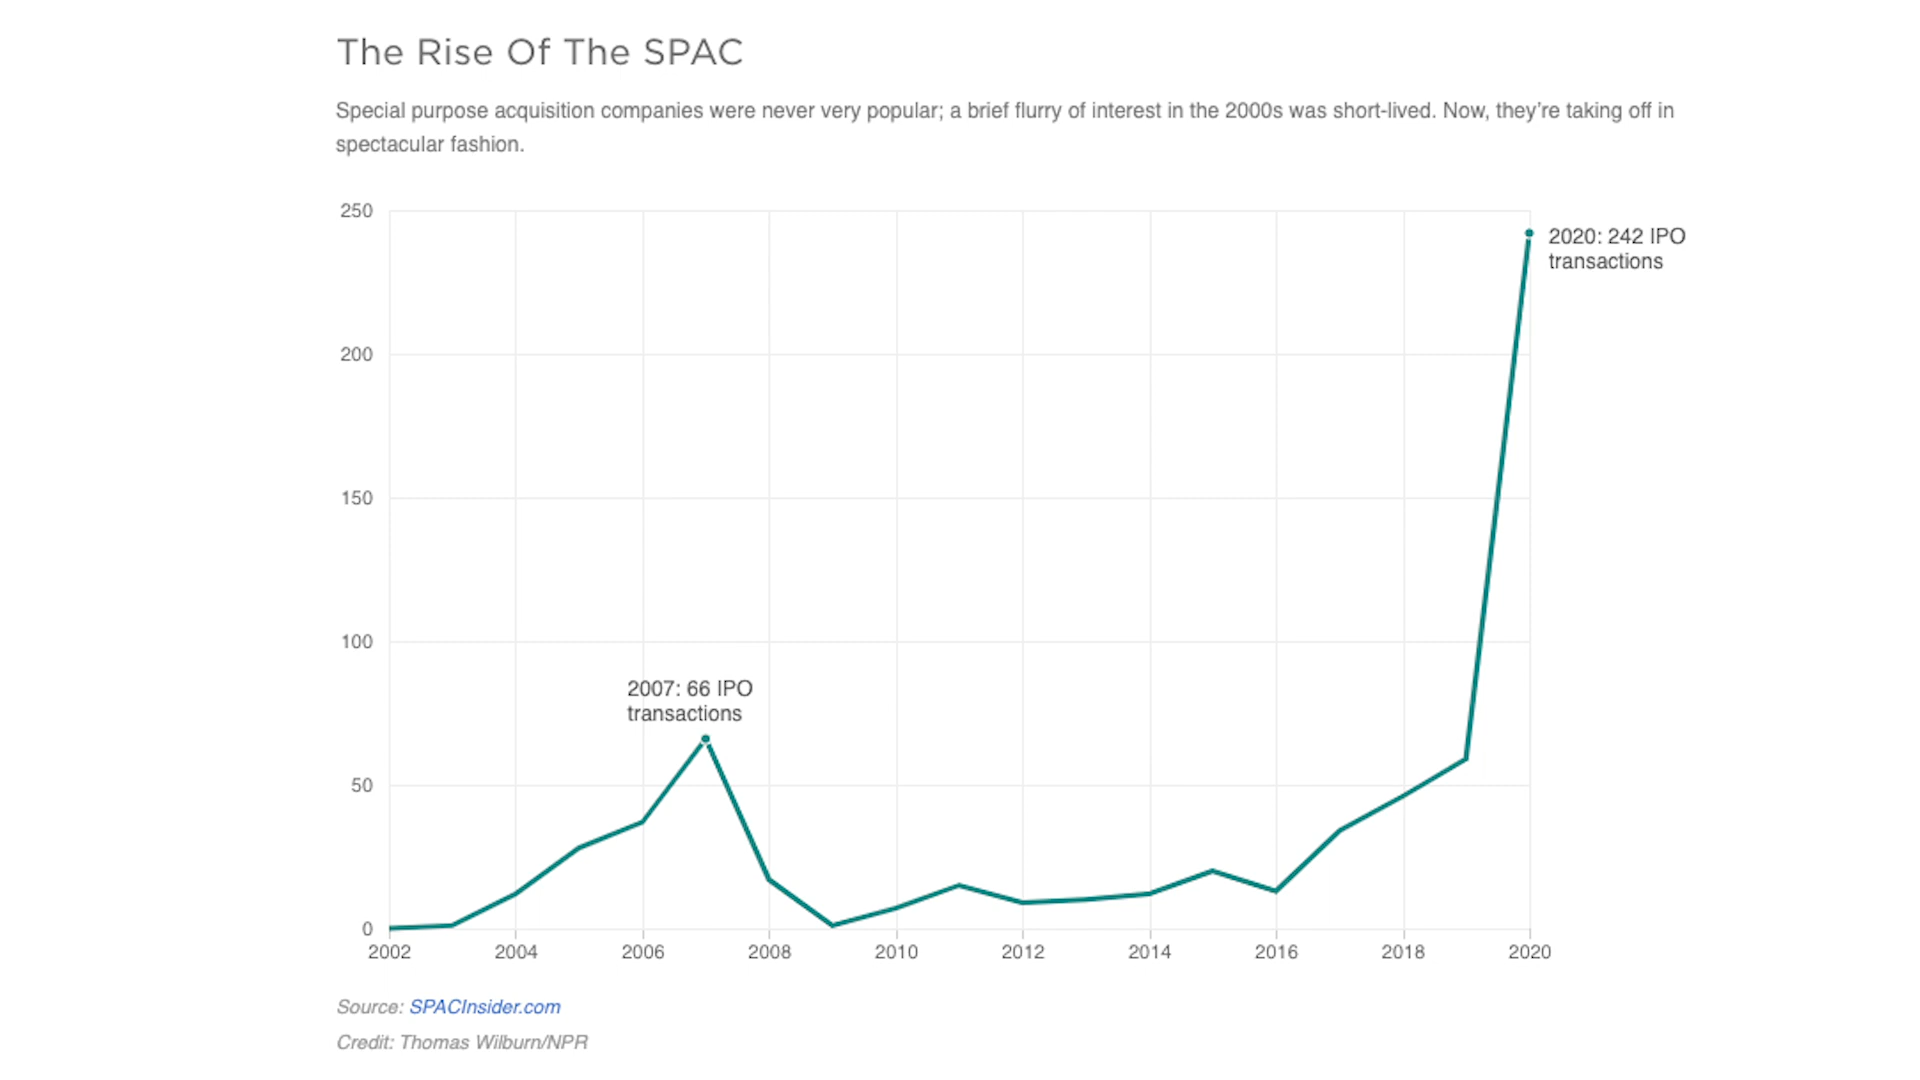 The Rise Of The SPAC
Special purpose acquisition companies were never very popular; a brief flurry of interest in the 2000s was short-lived. Now, they're taking off in
spectacular fashion.
250
2020: 242 IPO
transactions
200
150
100
2007: 66 IPO
transactions
50
0
2002 2004 2006 2008 2010 2012 2014 2016 2018 2020
Source: SPACInsider.com
Credit: Thomas Wilburn/NPR